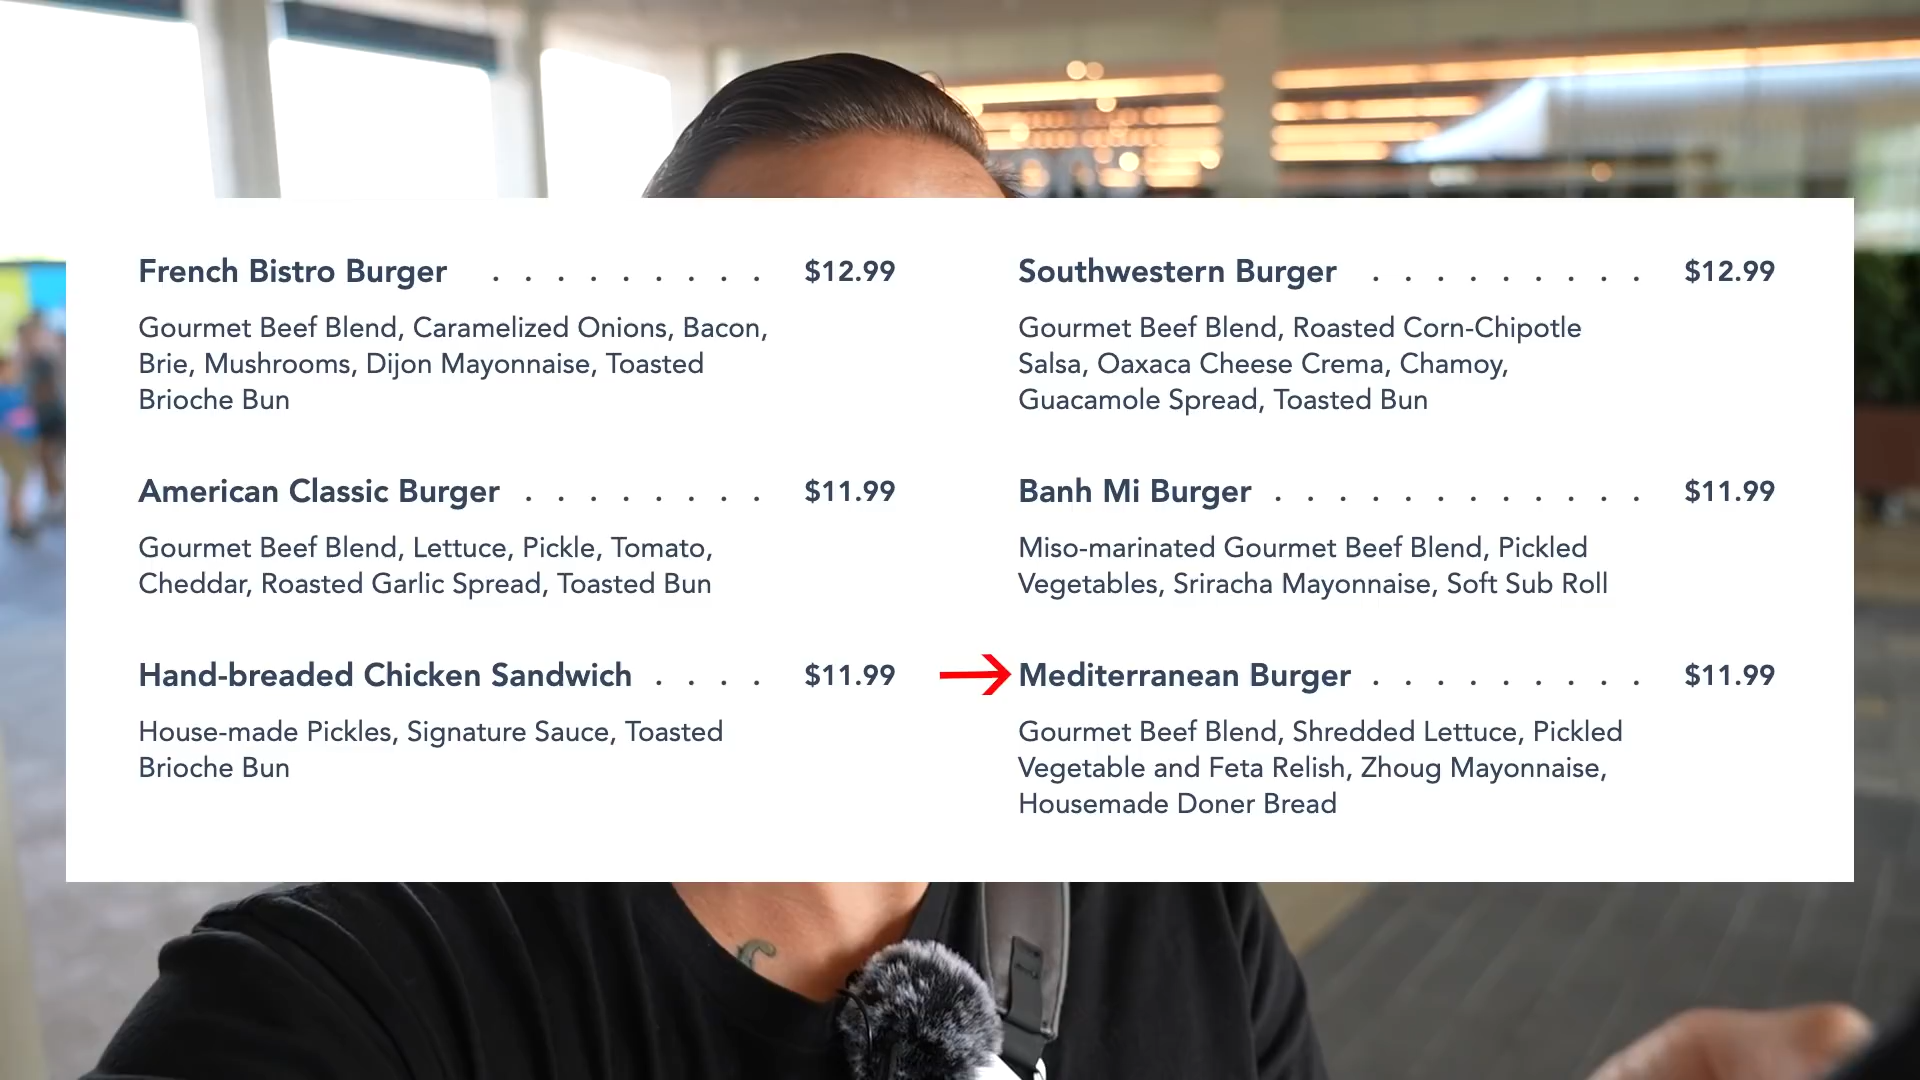 French Bistro Burger . . . . . . . . . $12.99
Gourmet Beef Blend, Caramelized Onions, Bacon,
Brie, Mushrooms, Dijon Mayonnaise, Toasted
Brioche Bun
American Classic Burger . . . . . . . . $11.99
Gourmet Beef Blend, Lettuce, Pickle, Tomato,
Cheddar, Roasted Garlic Spread, Toasted Bun
Hand-breaded Chicken Sandwich . . . . $11.99
House-made Pickles, Signature Sauce, Toasted
Brioche Bun
Southwestern Burger . . . . . . . . . $12.99
Gourmet Beef Blend, Roasted Corn-Chipotle
Salsa, Oaxaca Cheese Crema, Chamoy,
Guacamole Spread, Toasted Bun
Banh Mi Burger . . . . . . . . . . . . $11.99
Miso-marinated Gourmet Beef Blend, Pickled
Vegetables, Sriracha Mayonnaise, Soft Sub Roll
Mediterranean Burger . . . . . . . . . $11.99
Gourmet Beef Blend, Shredded Lettuce, Pickled
Vegetable and Feta Relish, Zhoug Mayonnaise,
Housemade Doner Bread